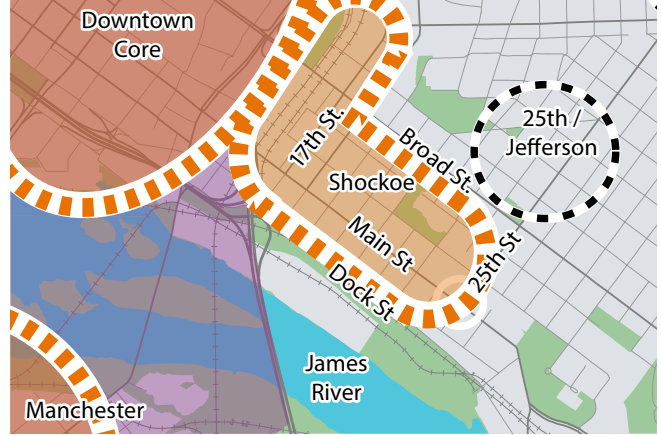 Downtown
Core
25th /
Jefferson
17th St.
Broad St.
Shockoe
Main St
25th St
Dock St
James
River
Manchester